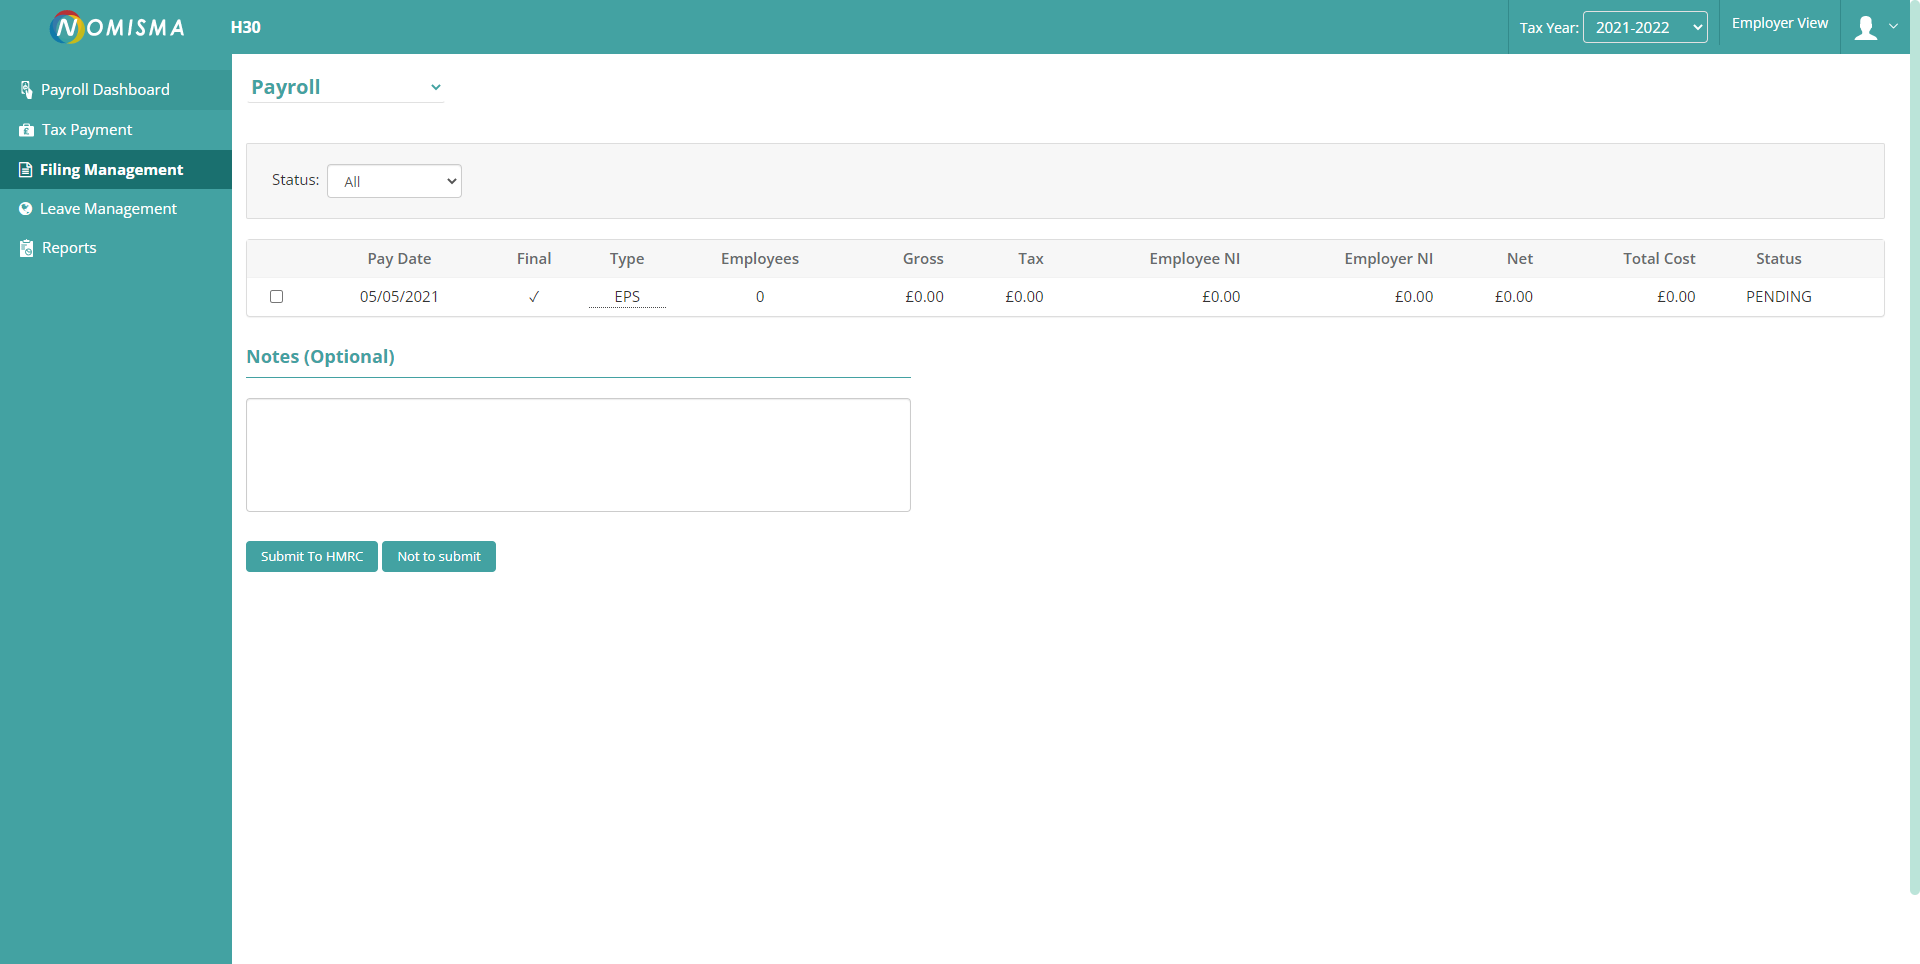 NOMISMA H30 Tax Year: 2021-2022 Employer View
Payroll Dashboard
Tax Payment
Filing Management
Leave Management
Reports
Payroll
Status: All
Pay Date Final Type Employees Gross Tax Employee NI Employer NI Net Total Cost Status
05/05/2021 ✓ EPS 0 £0.00 £0.00 £0.00 £0.00 £0.00 £0.00 PENDING
Notes (Optional)
Submit To HMRC Not to submit